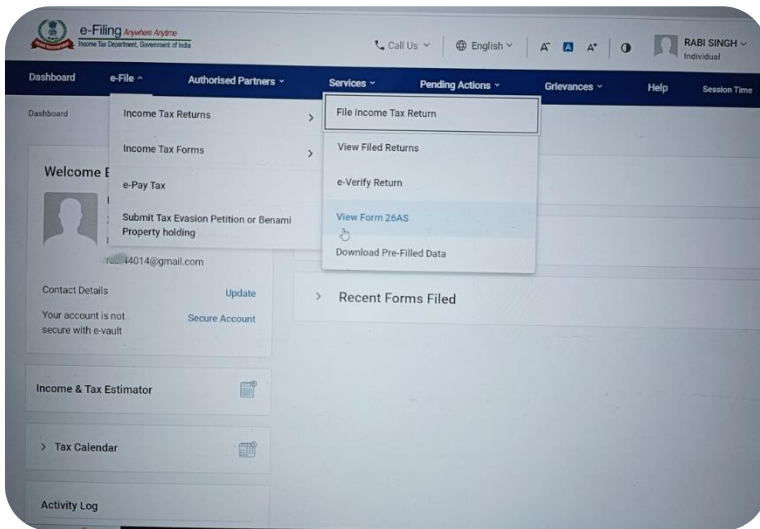 e-Filing Anywhere Anytime
Income Tax Department, Government of India
Call Us
English
A- A A+
RABI SINGH
Individual
Dashboard e-File Authorised Partners Services Pending Actions Grievances Help Session Time
Dashboard
Income Tax Returns
Income Tax Forms
e-Pay Tax
Submit Tax Evasion Petition or Benami
Property holding
File Income Tax Return
View Filed Returns
e-Verify Return
View Form 26AS
Download Pre-Filled Data
Welcome
Contact Details Update
Your account is not
secure with e-vault
Secure Account
Recent Forms Filed
Income & Tax Estimator
Tax Calendar
Activity Log